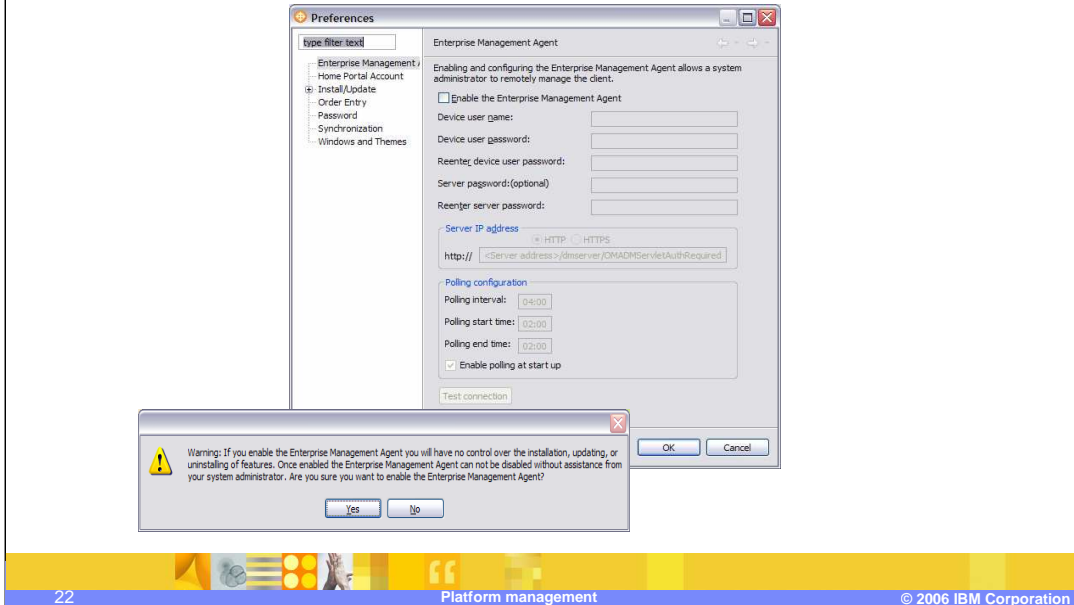 Preferences
type filter text
Enterprise Management A
Home Portal Account
Install/Update
Order Entry
Password
Synchronization
Windows and Themes
Enterprise Management Agent
Enabling and configuring the Enterprise Management Agent allows a system
administrator to remotely manage the client.
Enable the Enterprise Management Agent
Device user name:
Device user password:
Reenter device user password:
Server password:(optional)
Reenter server password:
Server IP address
HTTP HTTPS
http:// <Server address>/dmserver/OMADMServletAuthRequired
Polling configuration
Polling interval: 04:00
Polling start time: 02:00
Polling end time: 02:00
Enable polling at start up
Test connection
OK Cancel
Warning: If you enable the Enterprise Management Agent you will have no control over the installation, updating, or
uninstalling of features. Once enabled the Enterprise Management Agent can not be disabled without assistance from
your system administrator. Are you sure you want to enable the Enterprise Management Agent?
Yes No
22 Platform management © 2006 IBM Corporation